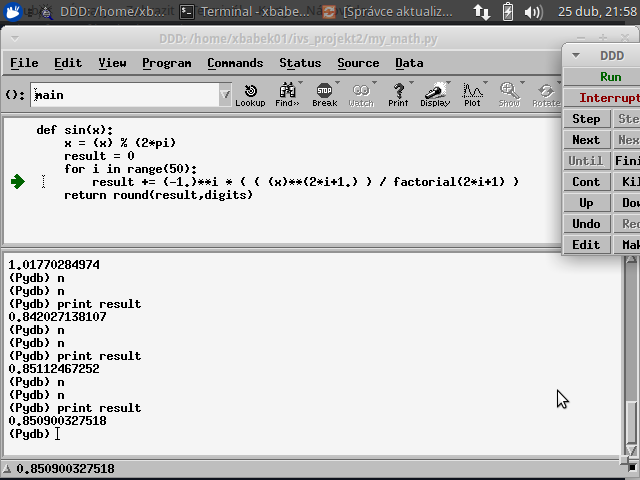 DDD: /home/xb...
Terminal - xbabe...
[Správce aktualiz...
25 dub, 21:58
DDD: /home/xbabek01/ivs_projekt2/my_math.py
File Edit View Program Commands Status Source Data
(): main
Lookup Find>> Break Watch Print Display Plot Show Rotate
DDD
Run
Interrupt
Step Ste
Next Nex
Until Fini
Cont Kil
Up Dow
Undo Red
Edit Mak
def sin(x):
x = (x) % (2*pi)
result = 0
for i in range(50):
result += (-1.)**i * ( ( (x)**(2*i+1.) ) / factorial(2*i+1) )
return round(result,digits)
1.01770284974
(Pydb) n
(Pydb) n
(Pydb) print result
0.842027138107
(Pydb) n
(Pydb) n
(Pydb) print result
0.85112467252
(Pydb) n
(Pydb) n
(Pydb) print result
0.850900327518
(Pydb)
0.850900327518